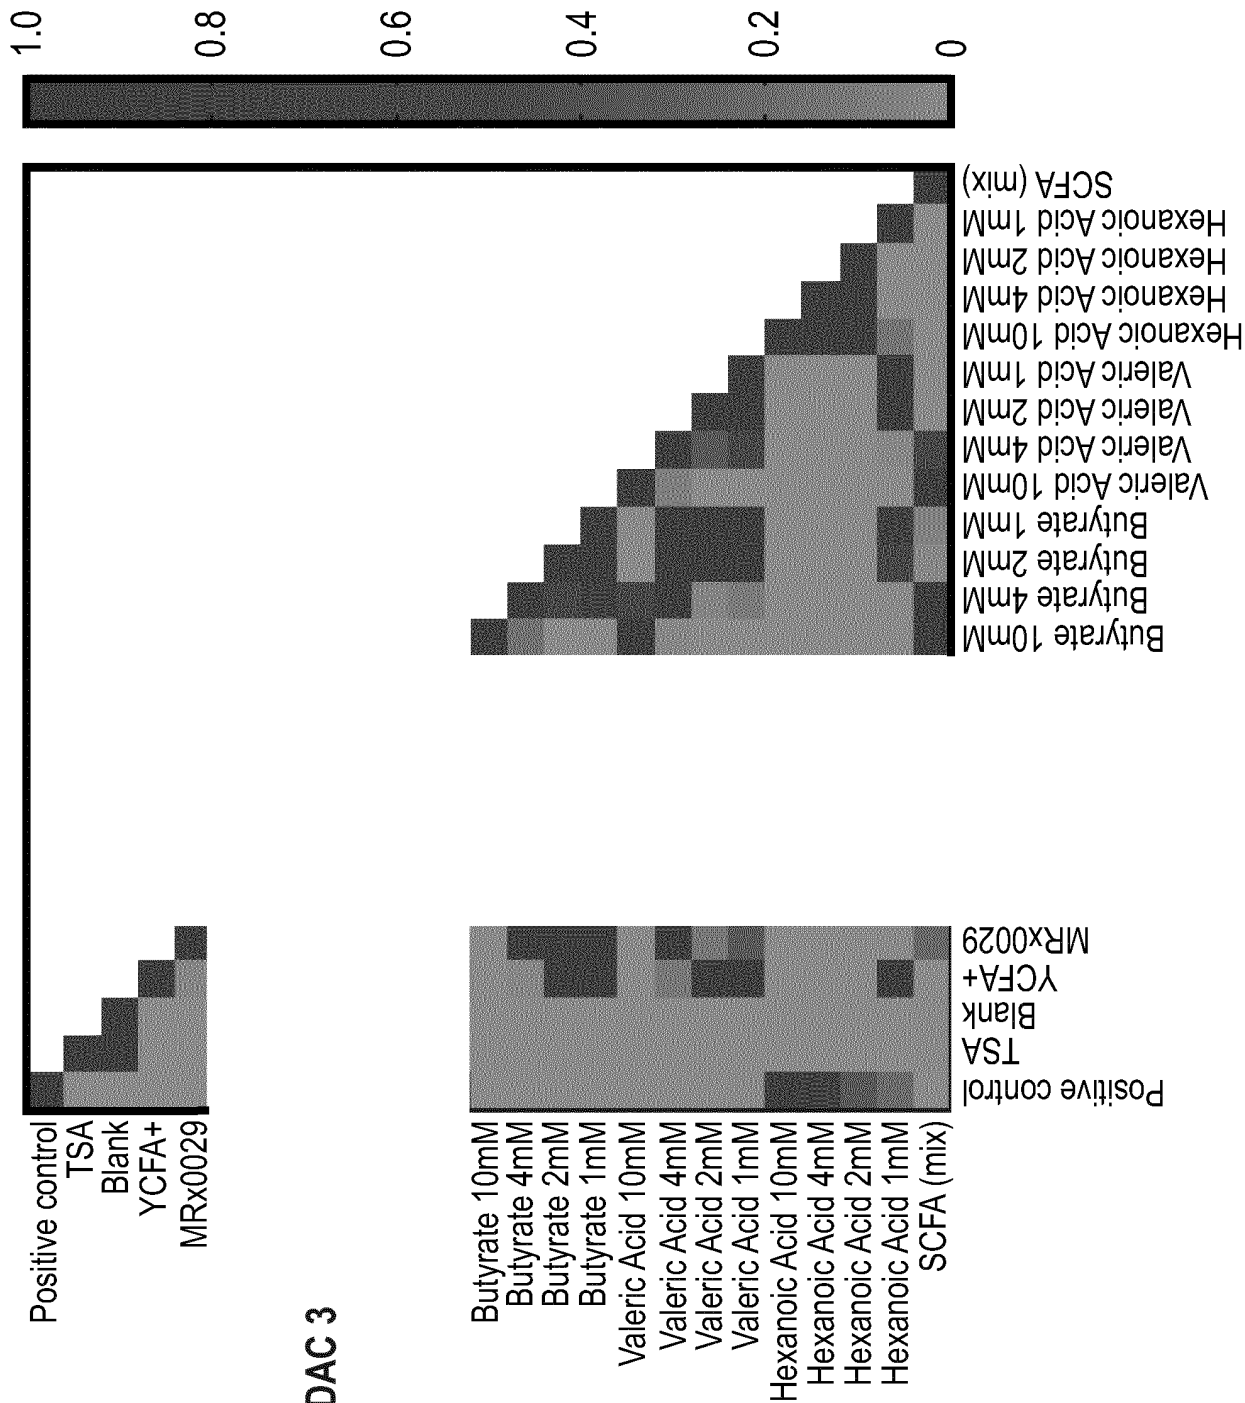 1.0
0.8
0.6
0.4
0.2
0
Positive control
TSA
Blank
YCFA+
MRx0029
DAC 3
Butyrate 10mM
Butyrate 4mM
Butyrate 2mM
Butyrate 1mM
Valeric Acid 10mM
Valeric Acid 4mM
Valeric Acid 2mM
Valeric Acid 1mM
Hexanoic Acid 10mM
Hexanoic Acid 4mM
Hexanoic Acid 2mM
Hexanoic Acid 1mM
SCFA (mix)
SCFA (mix)
Hexanoic Acid 1mM
Hexanoic Acid 2mM
Hexanoic Acid 4mM
Hexanoic Acid 10mM
Valeric Acid 1mM
Valeric Acid 2mM
Valeric Acid 4mM
Valeric Acid 10mM
Butyrate 1mM
Butyrate 2mM
Butyrate 4mM
Butyrate 10mM
MRx0029
YCFA+
Blank
TSA
Positive control